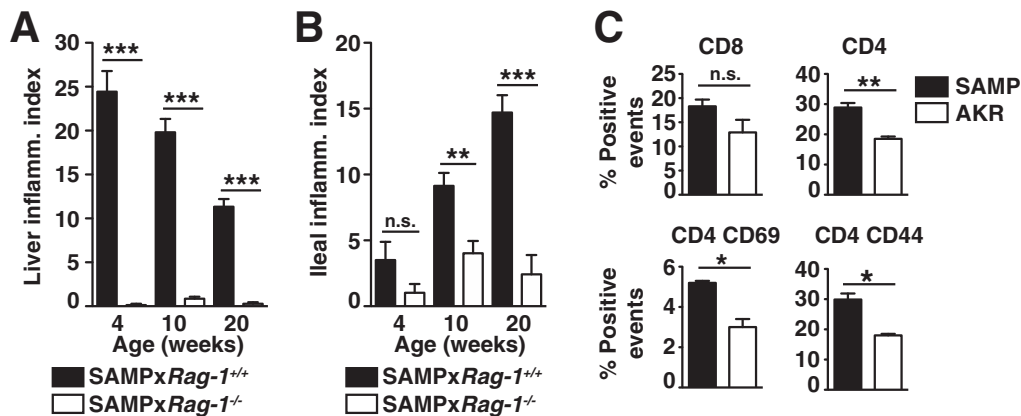 A
Liver inflamm. index
30
25
20
15
10
5
0
***
***
***
4 10 20
Age (weeks)
SAMPxRag-1+/+
SAMPxRag-1-/-
B
Ileal inflamm. index
20
15
10
5
0
n.s.
**
***
4 10 20
Age (weeks)
SAMPxRag-1+/+
SAMPxRag-1-/-
C
CD8
% Positive events
25
20
15
10
5
0
n.s.
CD4
40
30
20
10
0
**
SAMP
AKR
CD4 CD69
% Positive events
6
4
2
0
*
CD4 CD44
40
30
20
10
0
*